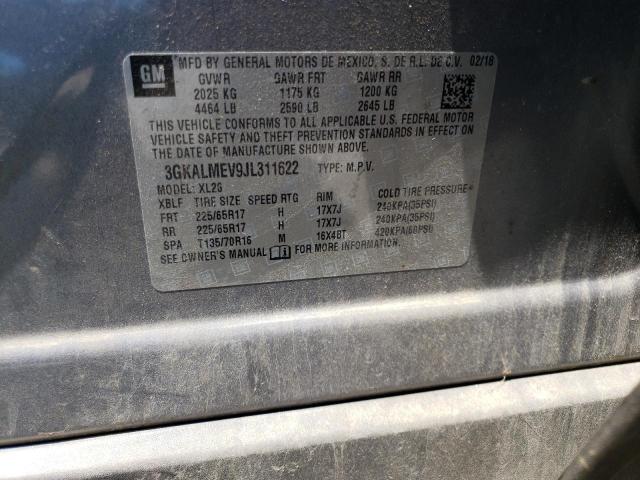 GM
MFD BY GENERAL MOTORS DE MEXICO, S. DE R.L. DE C.V. 02/18
GVWR GAWR FRT GAWR RR
2025 KG 1175 KG 1200 KG
4464 LB 2590 LB 2645 LB
THIS VEHICLE CONFORMS TO ALL APPLICABLE U.S. FEDERAL MOTOR
VEHICLE SAFETY AND THEFT PREVENTION STANDARDS IN EFFECT ON
THE DATE OF MANUFACTURE SHOWN ABOVE.
3GKALMEV9JL311622 TYPE: M.P.V.
MODEL: XL26
XBLF TIRE SIZE SPEED RTG RIM COLD TIRE PRESSURE
FRT 225/65R17 H 17X7J 240KPA(35PSI)
RR 225/65R17 H 17X7J 240KPA(35PSI)
SPA T135/70R16 M 16X4BT 420KPA(60PSI)
SEE OWNER'S MANUAL FOR MORE INFORMATION.